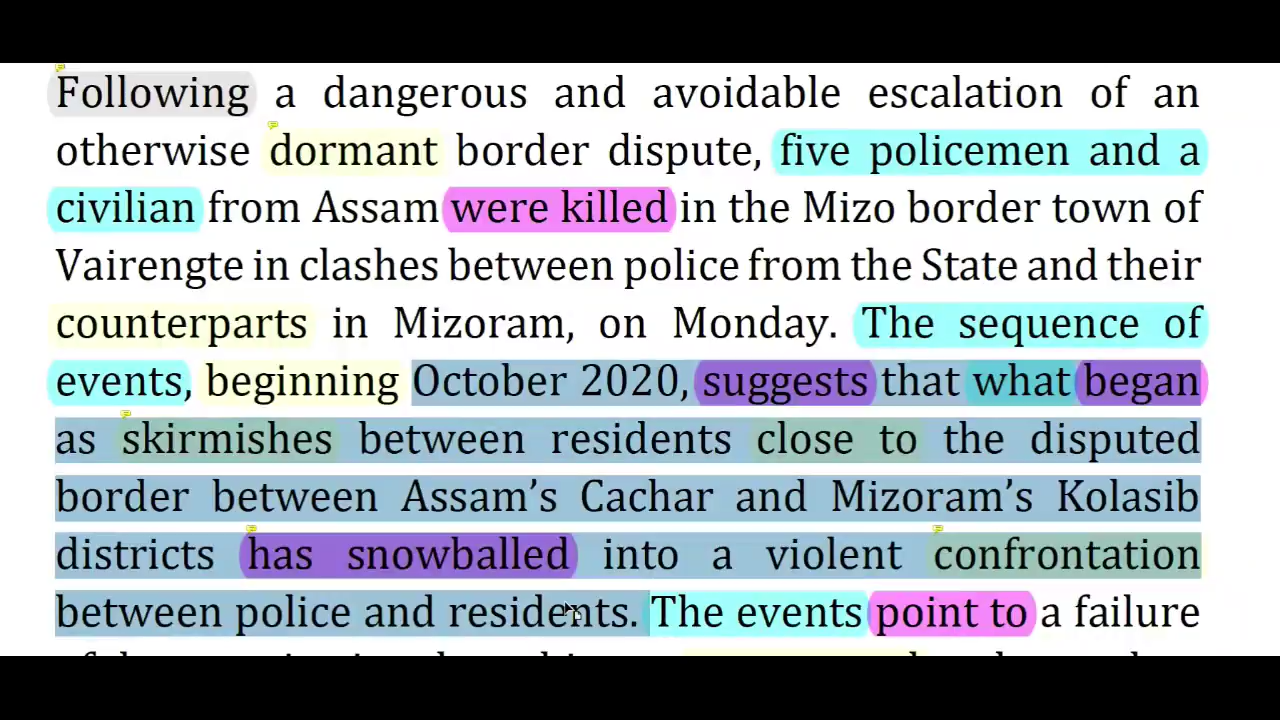 Following a dangerous and avoidable escalation of an
otherwise dormant border dispute, five policemen and a
civilian from Assam were killed in the Mizo border town of
Vairengte in clashes between police from the State and their
counterparts in Mizoram, on Monday. The sequence of
events, beginning October 2020, suggests that what began
as skirmishes between residents close to the disputed
border between Assam’s Cachar and Mizoram’s Kolasib
districts has snowballed into a violent confrontation
between police and residents. The events point to a failure